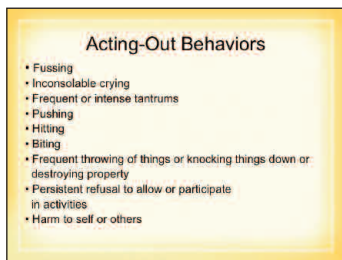 Acting-Out Behaviors
• Fussing
• Inconsolable crying
• Frequent or intense tantrums
• Pushing
• Hitting
• Biting
• Frequent throwing of things or knocking things down or
destroying property
• Persistent refusal to allow or participate
in activities
• Harm to self or others